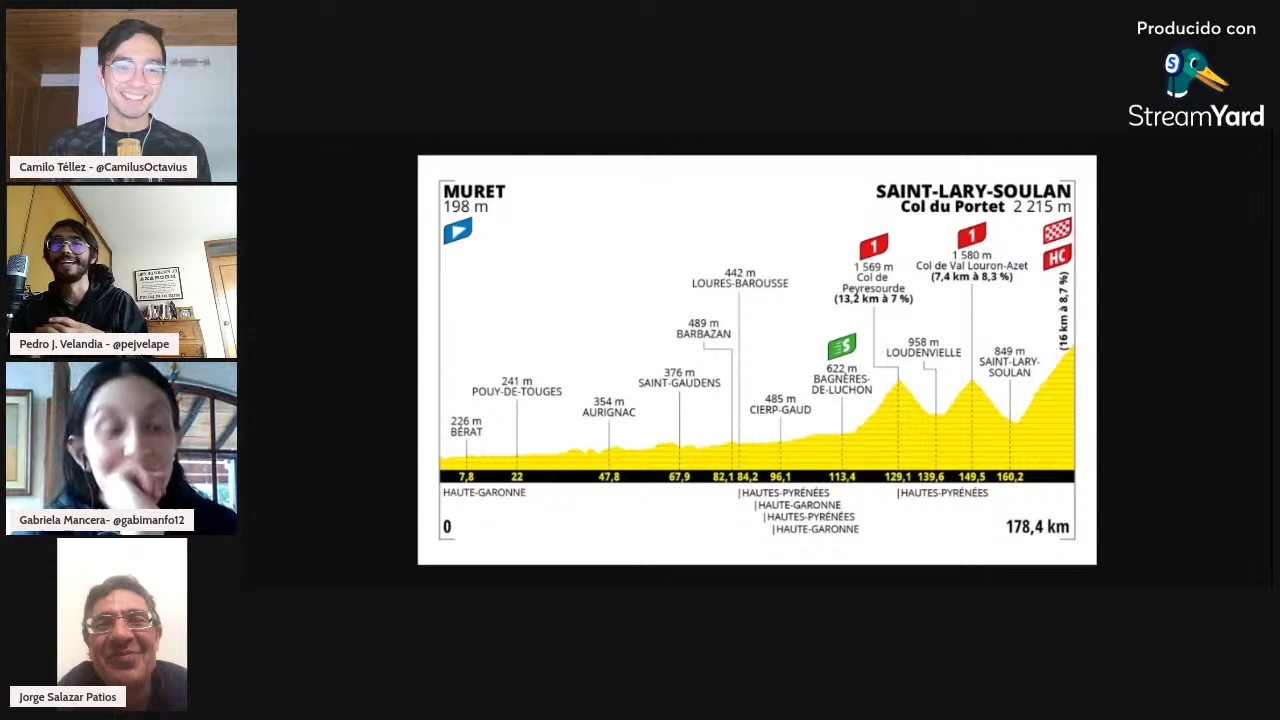 Producido con
S
StreamYard
Camilo Téllez - @CamilusOctavius
Pedro J. Velandia - @pejvelape
Gabriela Mancera- @gabimanfo12
Jorge Salazar Patios
MURET
198 m
SAINT-LARY-SOULAN
Col du Portet 2 215 m
1
1
HC
1 580 m
Col de Val Louron-Azet
(7,4 km à 8,3 %)
1 569 m
Col de
Peyresourde
(13,2 km à 7 %)
(16 km à 8,7 %)
442 m
LOURES-BAROUSSE
489 m
BARBAZAN
S
958 m
LOUDENVIELLE
849 m
SAINT-LARY-
SOULAN
376 m
SAINT-GAUDENS
622 m
BAGNÈRES-
DE-LUCHON
241 m
POUY-DE-TOUGES
354 m
AURIGNAC
485 m
CIERP-GAUD
226 m
BÉRAT
7,8 22 47,8 67,9 82,1 84,2 96,1 113,4 129,1 139,6 149,5 160,2
HAUTE-GARONNE
|HAUTES-PYRÉNÉES
|HAUTE-GARONNE
|HAUTES-PYRÉNÉES
|HAUTE-GARONNE
|HAUTES-PYRÉNÉES
0
178,4 km